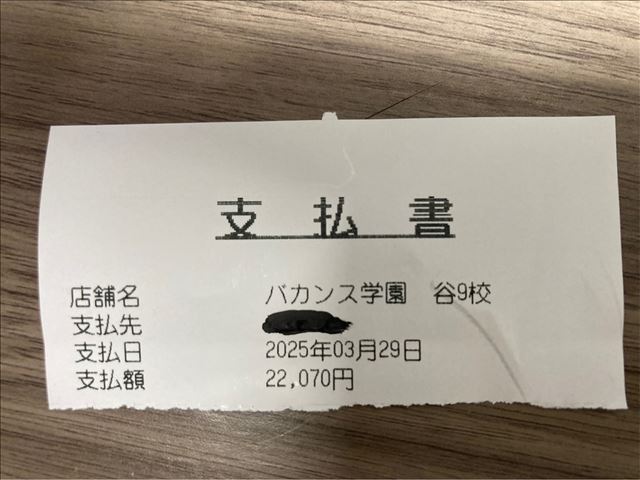 支払書
店舗名 バカンス学園 谷9校
支払先
支払日 2025年03月29日
支払額 22,070円